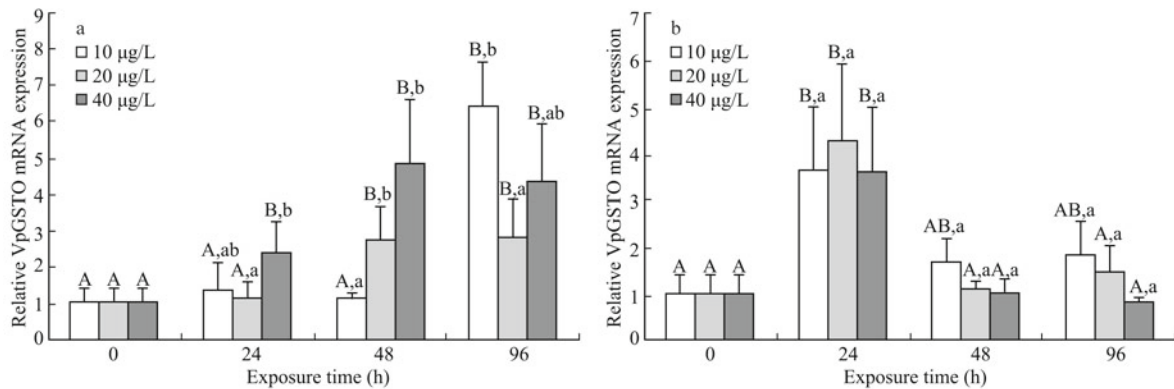 a
10 μg/L
20 μg/L
40 μg/L
Relative VpGSTO mRNA expression
9
8
7
6
5
4
3
2
1
0
A
A
A
A,ab
A,a
B,b
A,a
B,b
B,b
B,b
B,a
B,ab
0
24
48
96
Exposure time (h)
b
10 μg/L
20 μg/L
40 μg/L
Relative VpGSTO mRNA expression
7
6
5
4
3
2
1
0
A
A
A
B,a
B,a
B,a
AB,a
A,a
A,a
AB,a
A,a
A,a
0
24
48
96
Exposure time (h)